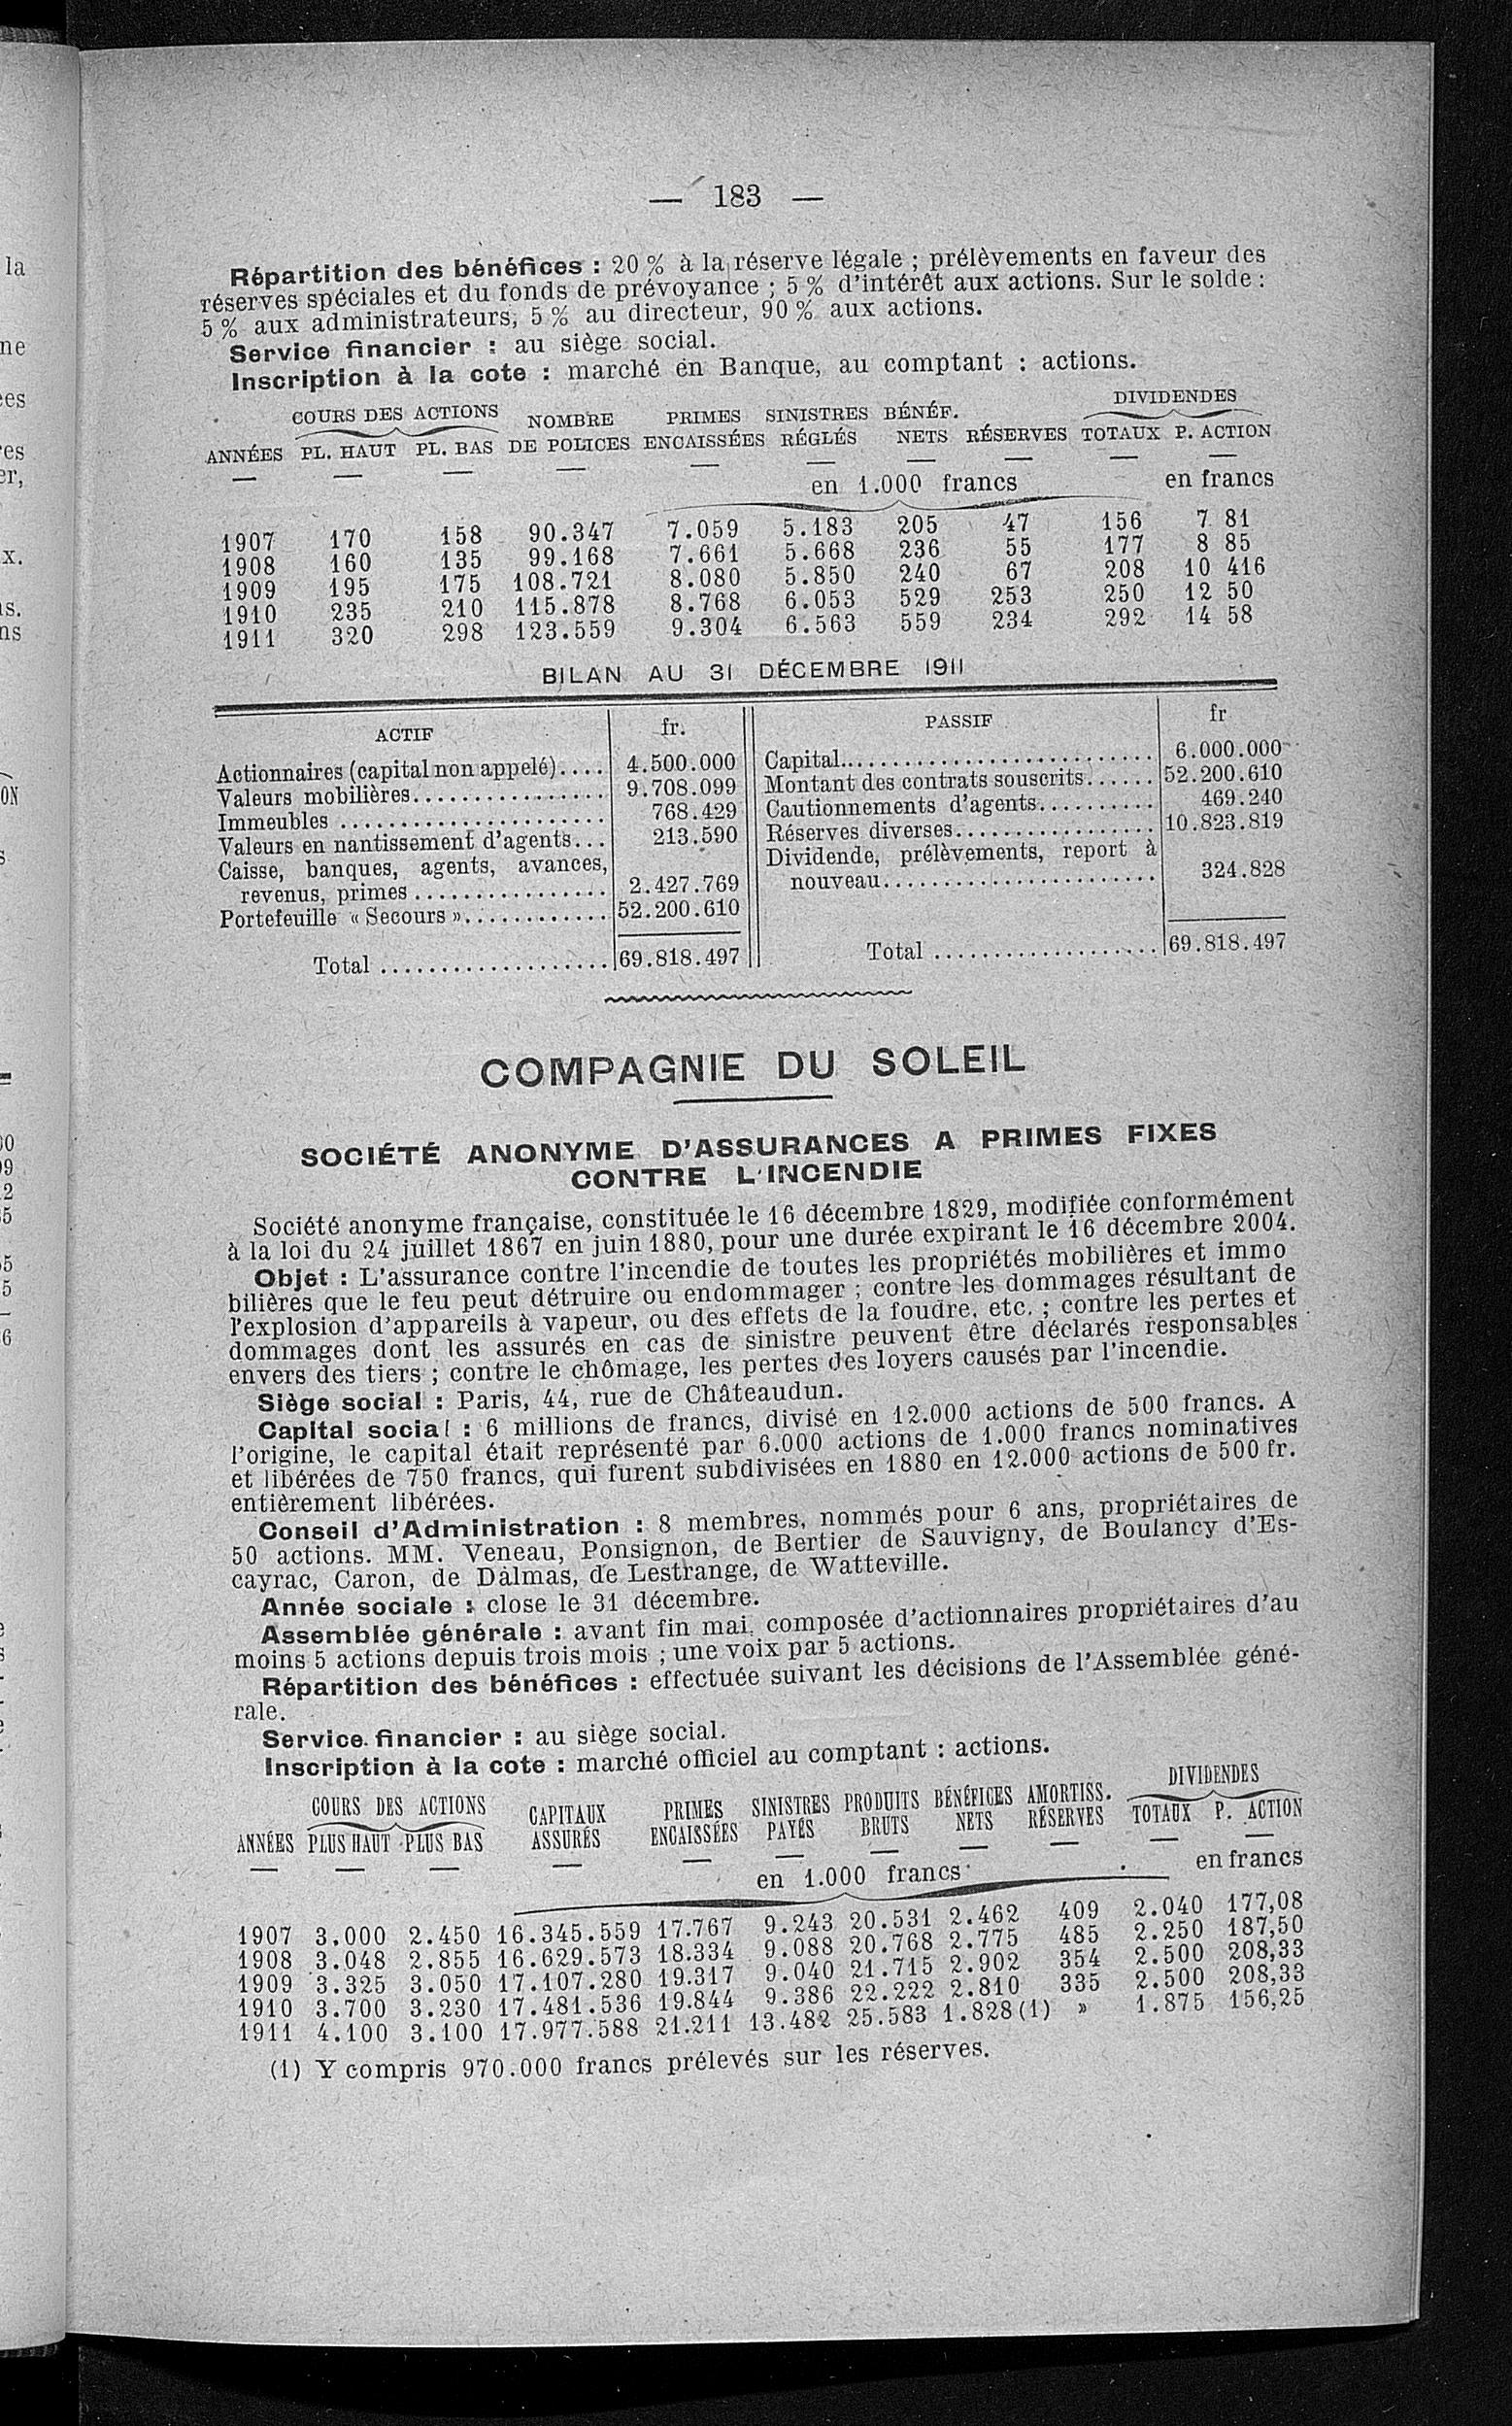 — 183 —
Répartition des bénéfices : 20 % à la réserve légale ; prélèvements en faveur des
réserves spéciales et du fonds de prévoyance ; 5 % d'intérêt aux actions. Sur le solde :
5 % aux administrateurs, 5 % au directeur, 90 % aux actions.
Service financier : au siège social.
Inscription à la cote : marché en Banque, au comptant : actions.
COURS DES ACTIONS NOMBRE PRIMES SINISTRES BÉNÉF. DIVIDENDES
ANNÉES PL. HAUT PL. BAS DE POLICES ENCAISSÉES RÉGLÉS NETS RÉSERVES TOTAUX P. ACTION
en 1.000 francs en francs
1907 170 158 90.347 7.059 5.183 205 47 156 7 81
1908 160 135 99.168 7.661 5.668 236 55 177 8 85
1909 195 175 108.721 8.080 5.850 240 67 208 10 416
1910 235 210 115.878 8.768 6.053 529 253 250 12 50
1911 320 298 123.559 9.304 6.563 559 234 292 14 58
BILAN AU 31 DÉCEMBRE 1911
ACTIF fr.
Actionnaires (capital non appelé).... 4.500.000
Valeurs mobilières................ 9.708.099
Immeubles ...................... 768.429
Valeurs en nantissement d'agents... 213.590
Caisse, banques, agents, avances,
revenus, primes ................ 2.427.769
Portefeuille « Secours »............ 52.200.610
Total ................... 69.818.497
PASSIF fr
Capital.......................... 6.000.000
Montant des contrats souscrits...... 52.200.610
Cautionnements d'agents.......... 469.240
Réserves diverses................. 10.823.819
Dividende, prélèvements, report à
nouveau....................... 324.828
Total ................... 69.818.497
COMPAGNIE DU SOLEIL
SOCIÉTÉ ANONYME D'ASSURANCES A PRIMES FIXES
CONTRE L'INCENDIE
Société anonyme française, constituée le 16 décembre 1829, modifiée conformément
à la loi du 24 juillet 1867 en juin 1880, pour une durée expirant le 16 décembre 2004.
Objet : L'assurance contre l'incendie de toutes les propriétés mobilières et immo
bilières que le feu peut détruire ou endommager ; contre les dommages résultant de
l'explosion d'appareils à vapeur, ou des effets de la foudre, etc. ; contre les pertes et
dommages dont les assurés en cas de sinistre peuvent être déclarés responsables
envers des tiers ; contre le chômage, les pertes des loyers causés par l'incendie.
Siège social : Paris, 44, rue de Châteaudun.
Capital social : 6 millions de francs, divisé en 12.000 actions de 500 francs. A
l'origine, le capital était représenté par 6.000 actions de 1.000 francs nominatives
et libérées de 750 francs, qui furent subdivisées en 1880 en 12.000 actions de 500 fr.
entièrement libérées.
Conseil d'Administration : 8 membres, nommés pour 6 ans, propriétaires de
50 actions. MM. Veneau, Ponsignon, de Bertier de Sauvigny, de Boulancy d'Es-
cayrac, Caron, de Dalmas, de Lestrange, de Watteville.
Année sociale : close le 31 décembre.
Assemblée générale : avant fin mai, composée d'actionnaires propriétaires d'au
moins 5 actions depuis trois mois ; une voix par 5 actions.
Répartition des bénéfices : effectuée suivant les décisions de l'Assemblée géné-
rale.
Service financier : au siège social.
Inscription à la cote : marché officiel au comptant : actions.
COURS DES ACTIONS CAPITAUX PRIMES SINISTRES PRODUITS BÉNÉFICES AMORTISS. DIVIDENDES
ANNÉES PLUS HAUT PLUS BAS ASSURÉS ENCAISSÉES PAYÉS BRUTS NETS RÉSERVES TOTAUX P. ACTION
en 1.000 francs en francs
1907 3.000 2.450 16.345.559 17.767 9.243 20.531 2.462 409 2.040 177,08
1908 3.048 2.855 16.629.573 18.334 9.088 20.768 2.775 485 2.250 187,50
1909 3.325 3.050 17.107.280 19.317 9.040 21.715 2.902 354 2.500 208,33
1910 3.700 3.230 17.481.536 19.844 9.386 22.222 2.810 335 2.500 208,33
1911 4.100 3.100 17.977.588 21.211 13.482 25.583 1.828 (1) » 1.875 156,25
(1) Y compris 970.000 francs prélevés sur les réserves.